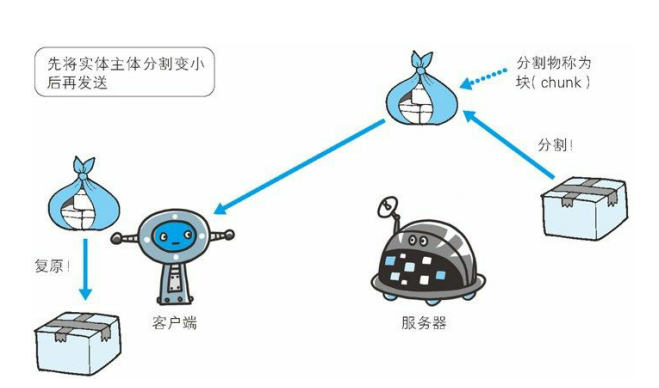 先将实体主体分割变小
后再发送
分割物称为
块( chunk )
分割!
复原!
客户端
服务器